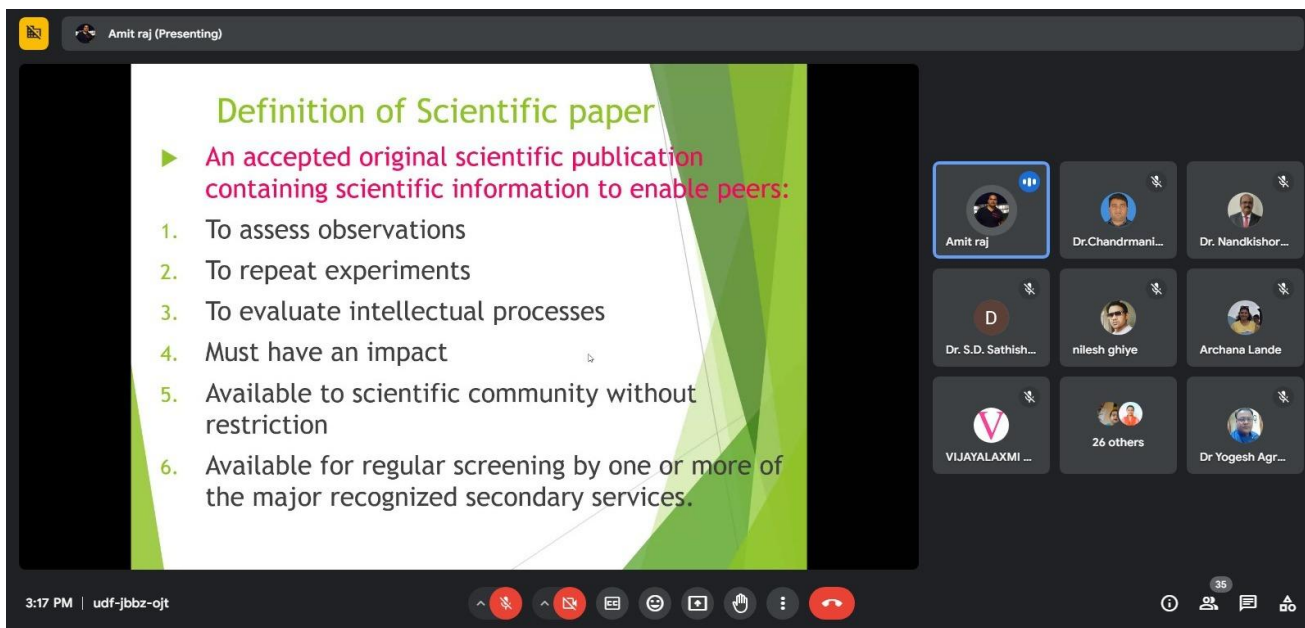 Amit raj (Presenting)
Definition of Scientific paper
An accepted original scientific publication
containing scientific information to enable peers:
1. To assess observations
2. To repeat experiments
3. To evaluate intellectual processes
4. Must have an impact
5. Available to scientific community without
restriction
6. Available for regular screening by one or more of
the major recognized secondary services.
Amit raj
Dr.Chandrmani...
Dr. Nandkishor...
D
Dr. S.D. Sathish...
nilesh ghiye
Archana Lande
V
VIJAYALAXMI ...
26 others
Dr Yogesh Agr...
3:17 PM | udf-jbbz-ojt
CC
35